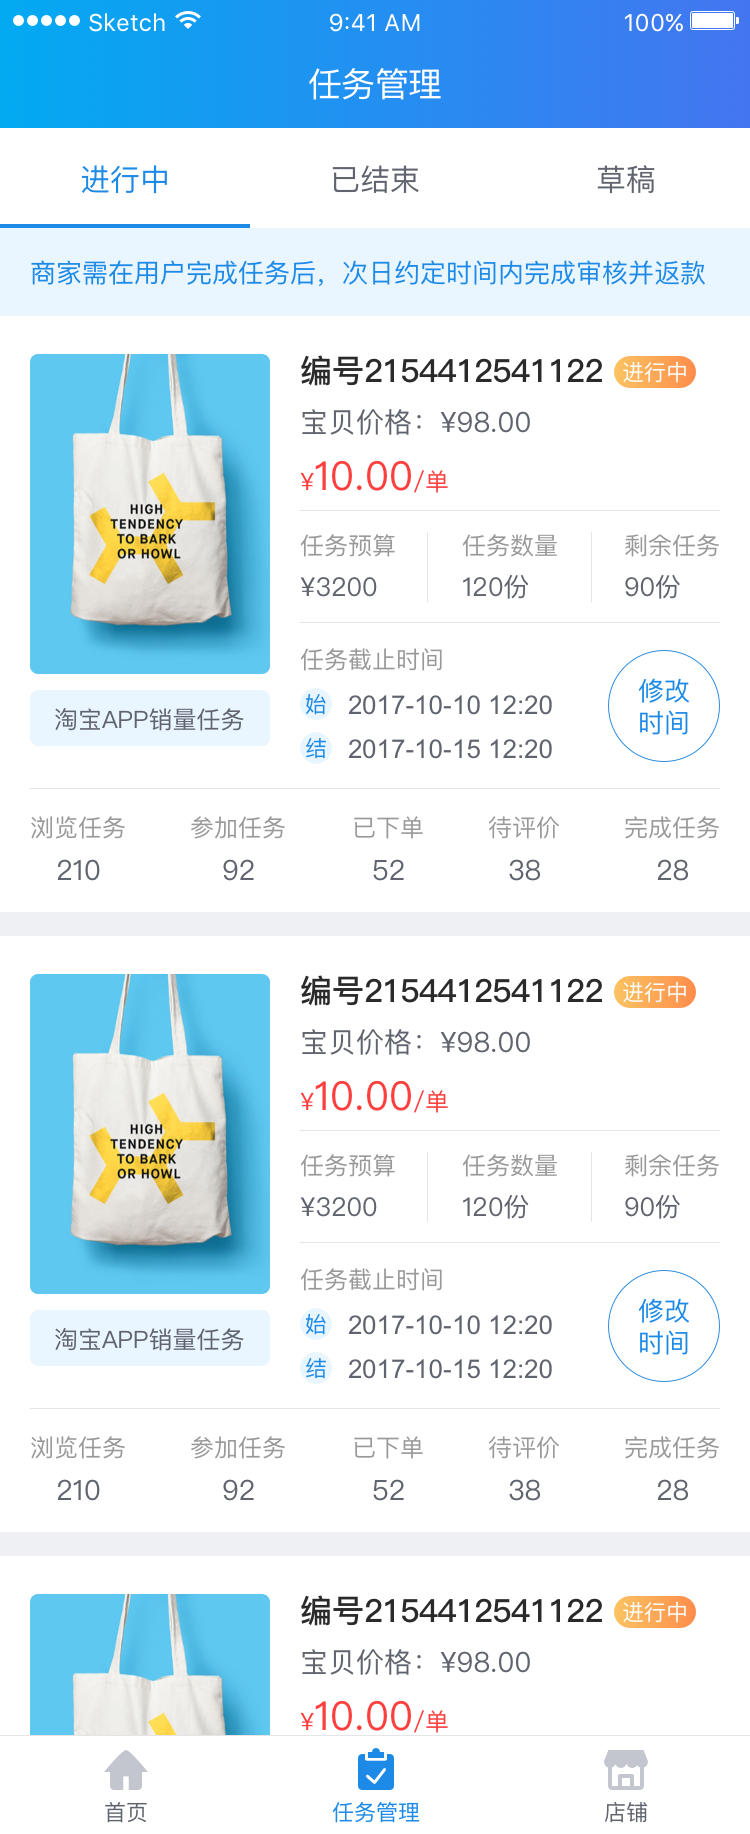 Sketch 9:41 AM 100%
任务管理
进行中 已结束 草稿
商家需在用户完成任务后，次日约定时间内完成审核并返款
编号2154412541122 进行中
宝贝价格：¥98.00
¥10.00/单
HIGH
TENDENCY
TO BARK
OR HOWL
任务预算 任务数量 剩余任务
¥3200 120份 90份
任务截止时间
始 2017-10-10 12:20
结 2017-10-15 12:20
修改
时间
淘宝APP销量任务
浏览任务 参加任务 已下单 待评价 完成任务
210 92 52 38 28
编号2154412541122 进行中
宝贝价格：¥98.00
¥10.00/单
HIGH
TENDENCY
TO BARK
OR HOWL
任务预算 任务数量 剩余任务
¥3200 120份 90份
任务截止时间
始 2017-10-10 12:20
结 2017-10-15 12:20
修改
时间
淘宝APP销量任务
浏览任务 参加任务 已下单 待评价 完成任务
210 92 52 38 28
编号2154412541122 进行中
宝贝价格：¥98.00
¥10.00/单
首页 任务管理 店铺